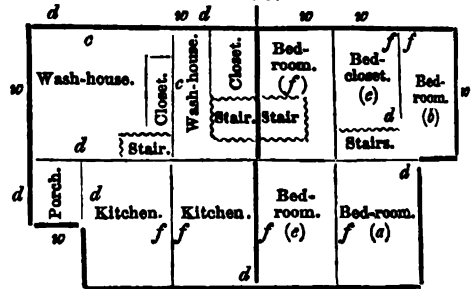 d w d w w
c f f
Bed- Bed-
Wash-house. Closet. c Wash-house. Closet. room. closet. Bed-
w (f) (e) room. w
d (b)
Stair. Stair
Stair. Stairs.
d d
Porch. d Bed-
d Kitchen. Kitchen. room. Bed-room.
w f f f (e) f (a)
d